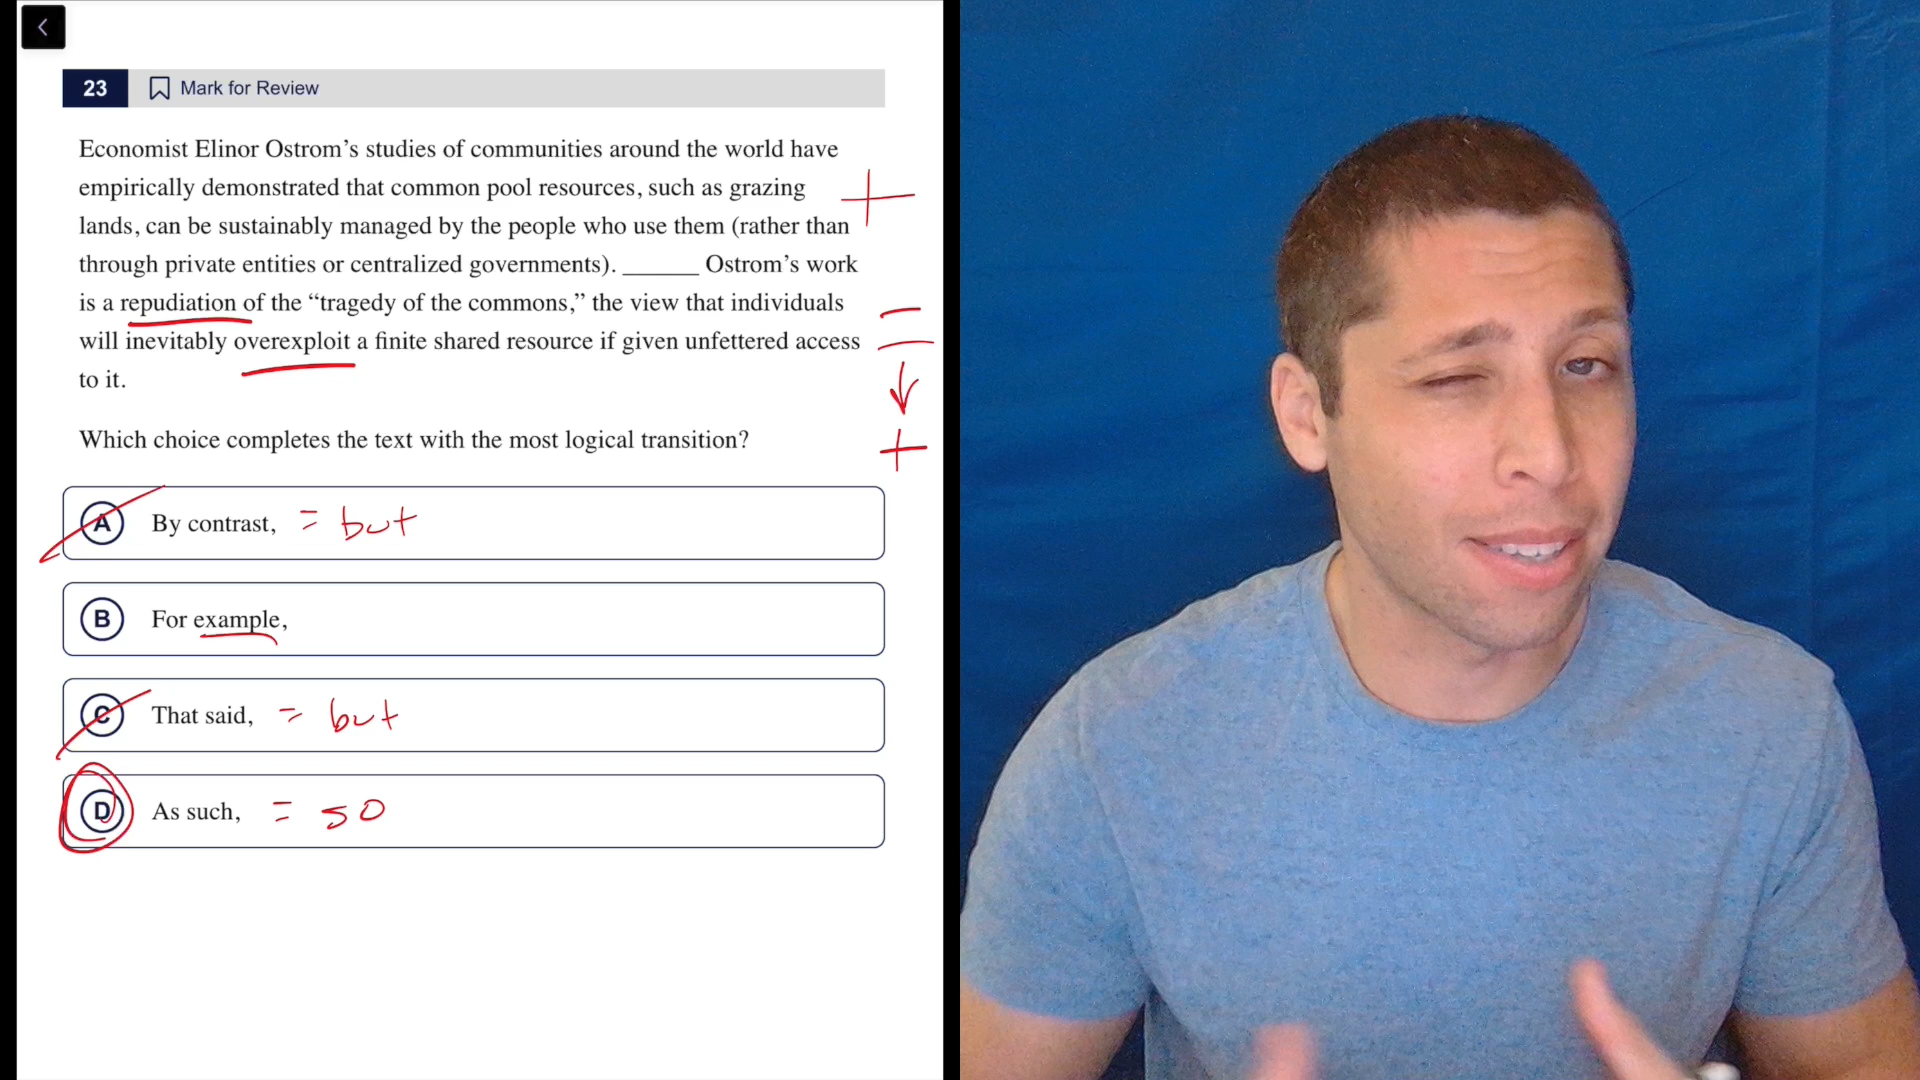 23 Mark for Review
Economist Elinor Ostrom’s studies of communities around the world have
empirically demonstrated that common pool resources, such as grazing
lands, can be sustainably managed by the people who use them (rather than
through private entities or centralized governments). ______ Ostrom’s work
is a repudiation of the “tragedy of the commons,” the view that individuals
will inevitably overexploit a finite shared resource if given unfettered access
to it.
Which choice completes the text with the most logical transition?
A By contrast, = but
B For example,
C That said, = but
D As such, = so